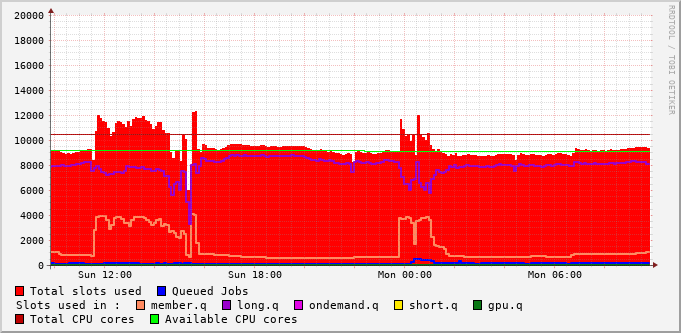 20000
18000
16000
14000
12000
10000
8000
6000
4000
2000
0
Sun 12:00 Sun 18:00 Mon 00:00 Mon 06:00
RRDTOOL / TOBI OETIKER
Total slots used Queued Jobs
Slots used in : member.q long.q ondemand.q short.q gpu.q
Total CPU cores Available CPU cores